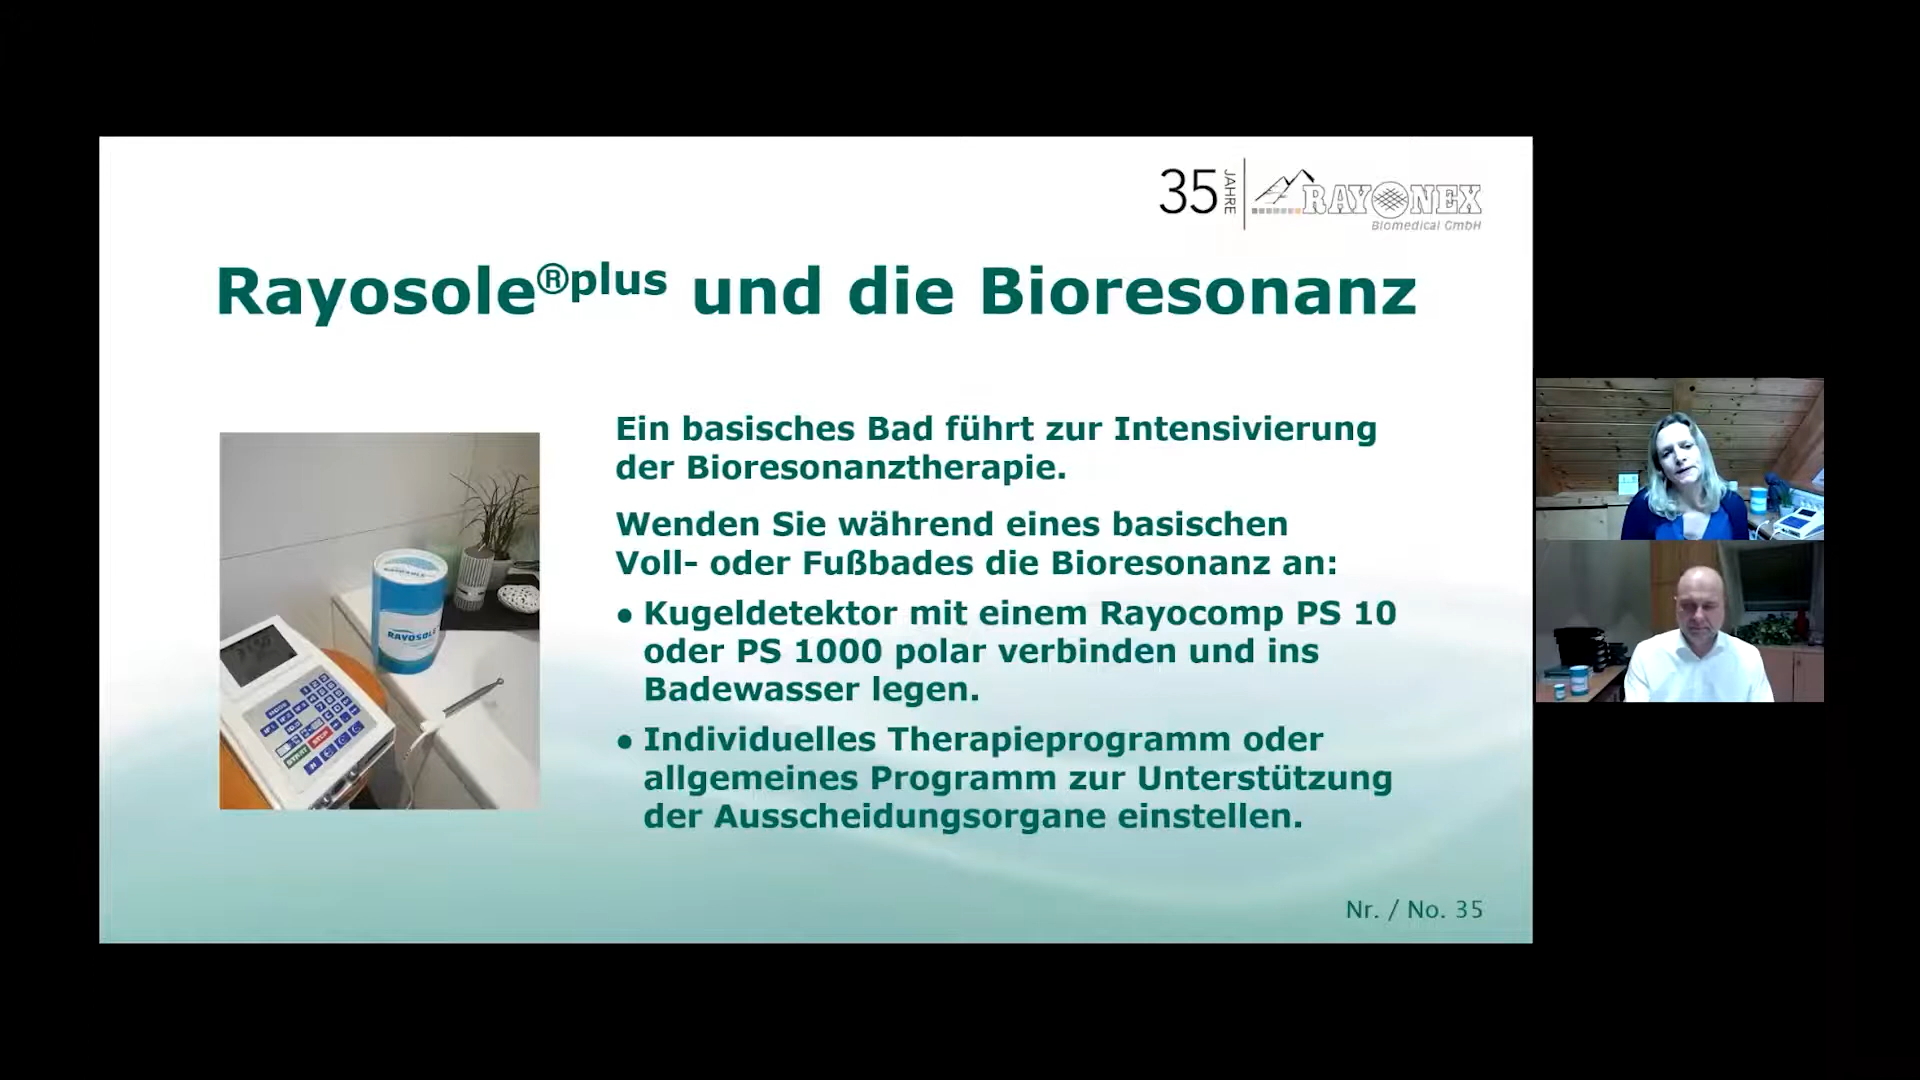 35 JAHRE RAYONEX
Biomedical GmbH
Rayosole®plus und die Bioresonanz
Ein basisches Bad führt zur Intensivierung
der Bioresonanztherapie.
Wenden Sie während eines basischen
Voll- oder Fußbades die Bioresonanz an:
• Kugeldetektor mit einem Rayocomp PS 10
oder PS 1000 polar verbinden und ins
Badewasser legen.
• Individuelles Therapieprogramm oder
allgemeines Programm zur Unterstützung
der Ausscheidungsorgane einstellen.
RAYOSOLE
START STOP
Nr. / No. 35